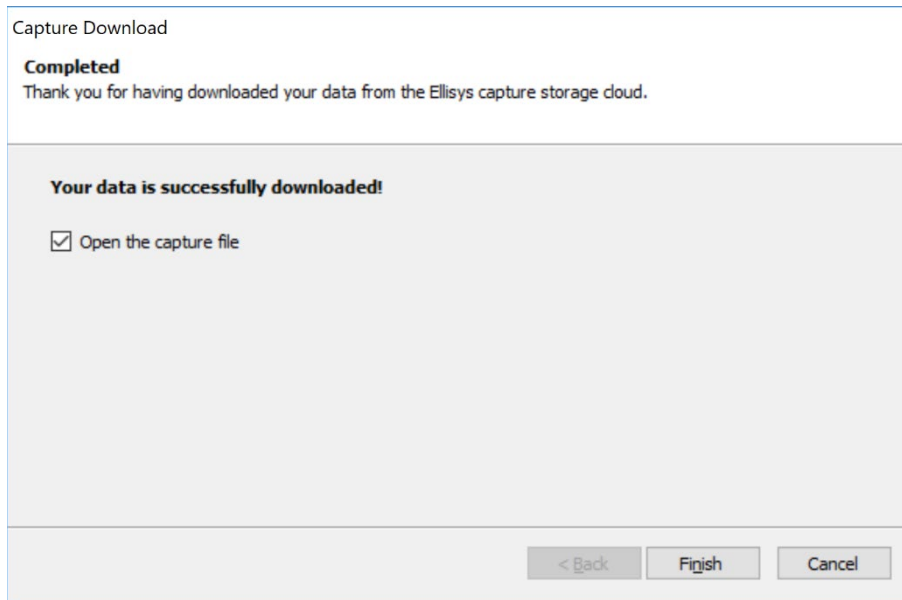 Capture Download
Completed
Thank you for having downloaded your data from the Ellisys capture storage cloud.
Your data is successfully downloaded!
Open the capture file
< Back Finish Cancel